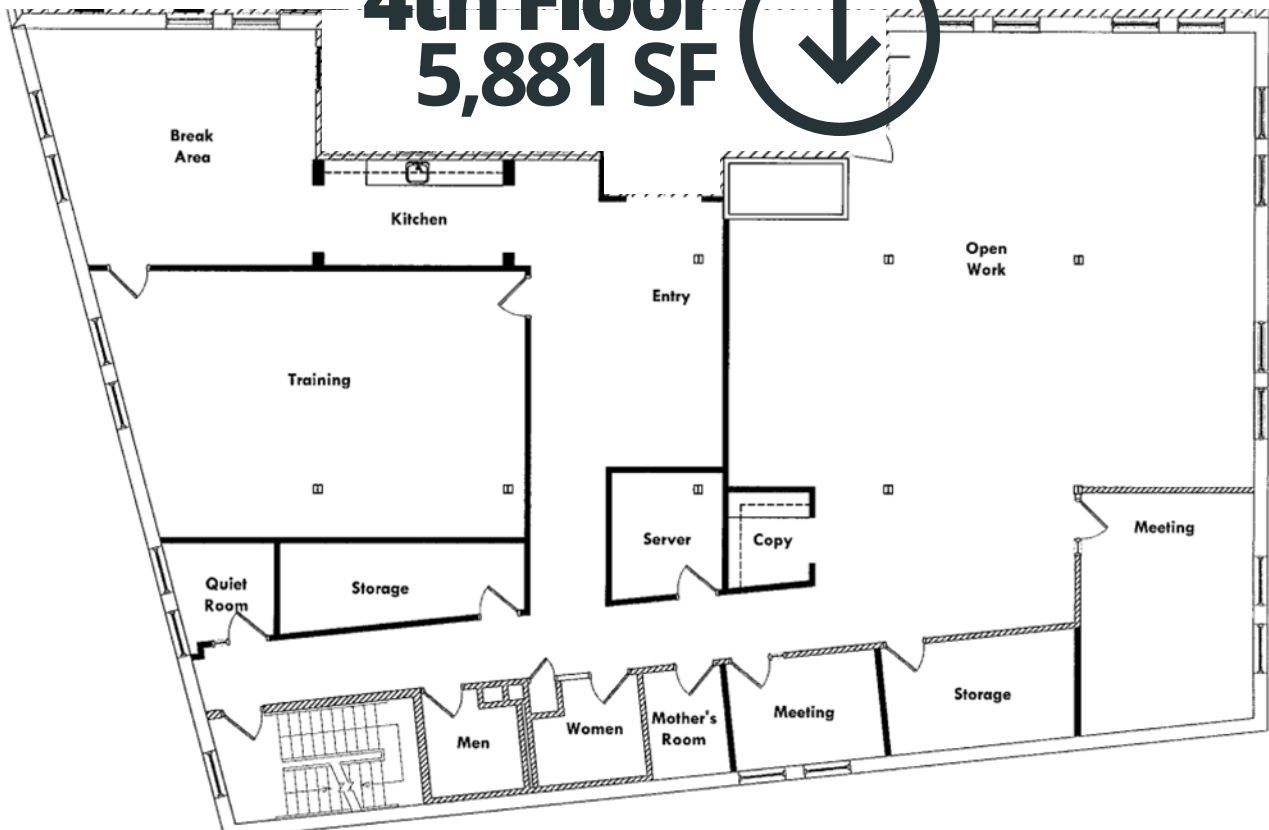 4th Floor
5,881 SF
Break
Area
Kitchen
Open
Work
Entry
Training
Server
Copy
Meeting
Quiet
Room
Storage
Men
Women
Mother's
Room
Meeting
Storage